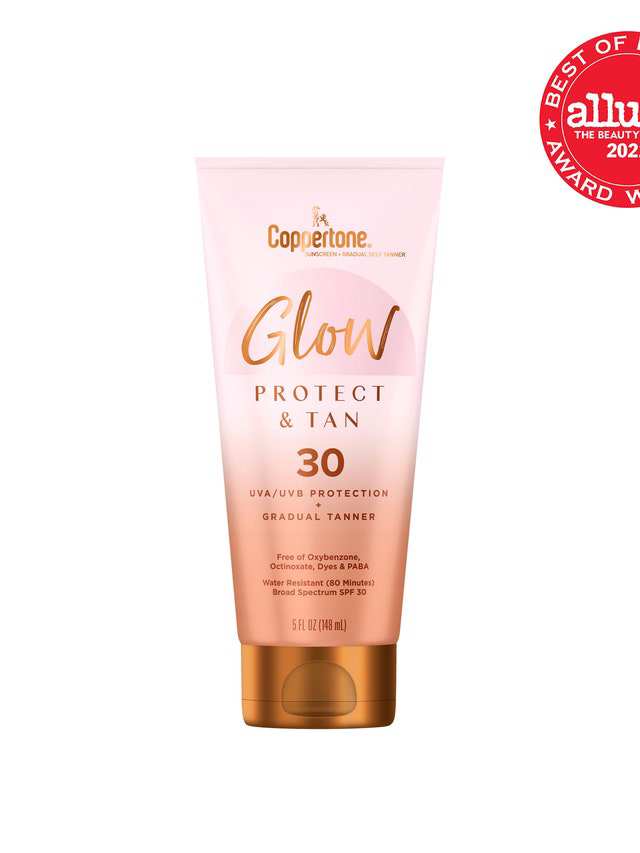 BEST OF
allu
THE BEAUTY
202
AWARD W
Coppertone®
SUNSCREEN + GRADUAL SELF TANNER
Glow
PROTECT
& TAN
30
UVA/UVB PROTECTION
+
GRADUAL TANNER
Free of Oxybenzone,
Octinoxate, Dyes & PABA
Water Resistant (80 Minutes)
Broad Spectrum SPF 30
5 FL OZ (148 mL)